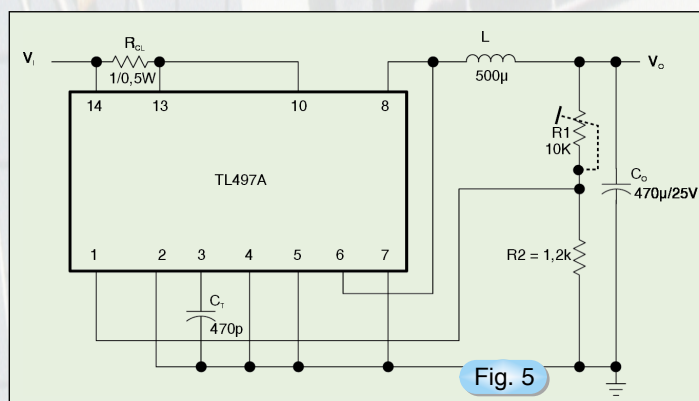 V_I
R_CL
1/0,5W
14
13
10
8
L
500µ
V_O
R1
10K
C_O
470µ/25V
TL497A
1
2
3
4
5
6
7
R2 = 1,2k
C_T
470p
Fig. 5